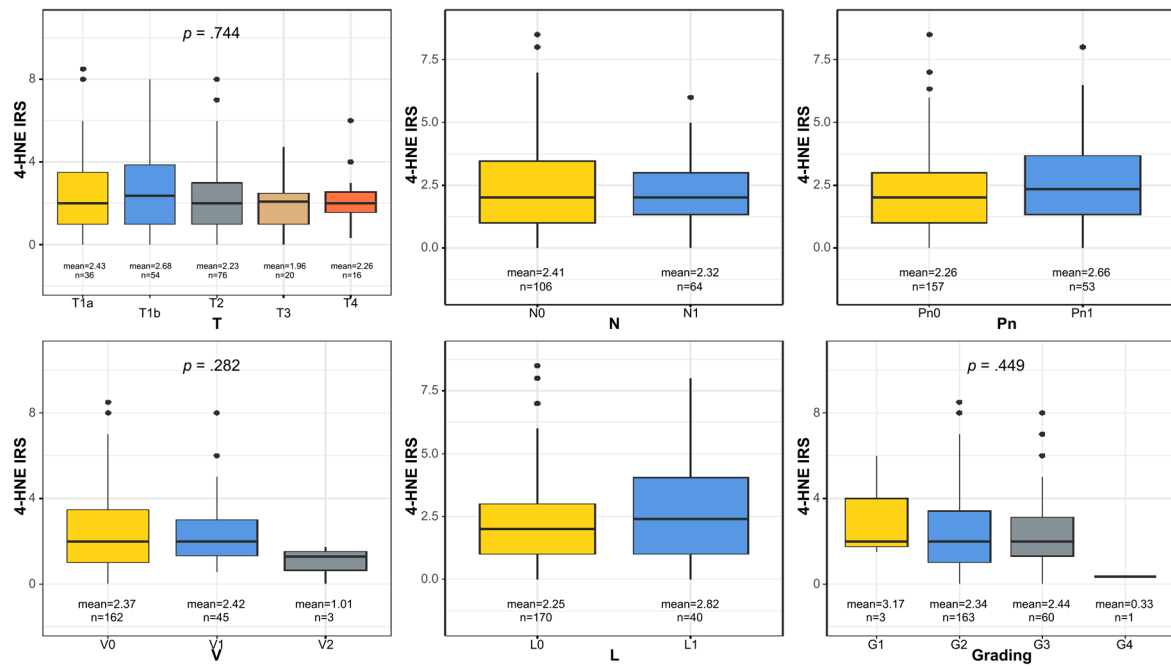 p = .744
4-HNE IRS
8
4
0
mean=2.43 mean=2.68 mean=2.23 mean=1.96 mean=2.26
n=36 n=54 n=76 n=20 n=16
T1a T1b T2 T3 T4
T
4-HNE IRS
7.5
5.0
2.5
0.0
mean=2.41 mean=2.32
n=106 n=64
N0 N1
N
4-HNE IRS
7.5
5.0
2.5
0.0
mean=2.26 mean=2.66
n=157 n=53
Pn0 Pn1
Pn
p = .282
4-HNE IRS
8
4
0
mean=2.37 mean=2.42 mean=1.01
n=162 n=45 n=3
V0 V1 V2
V
4-HNE IRS
7.5
5.0
2.5
0.0
mean=2.25 mean=2.82
n=170 n=40
L0 L1
L
p = .449
4-HNE IRS
8
4
0
mean=3.17 mean=2.34 mean=2.44 mean=0.33
n=3 n=163 n=60 n=1
G1 G2 G3 G4
Grading